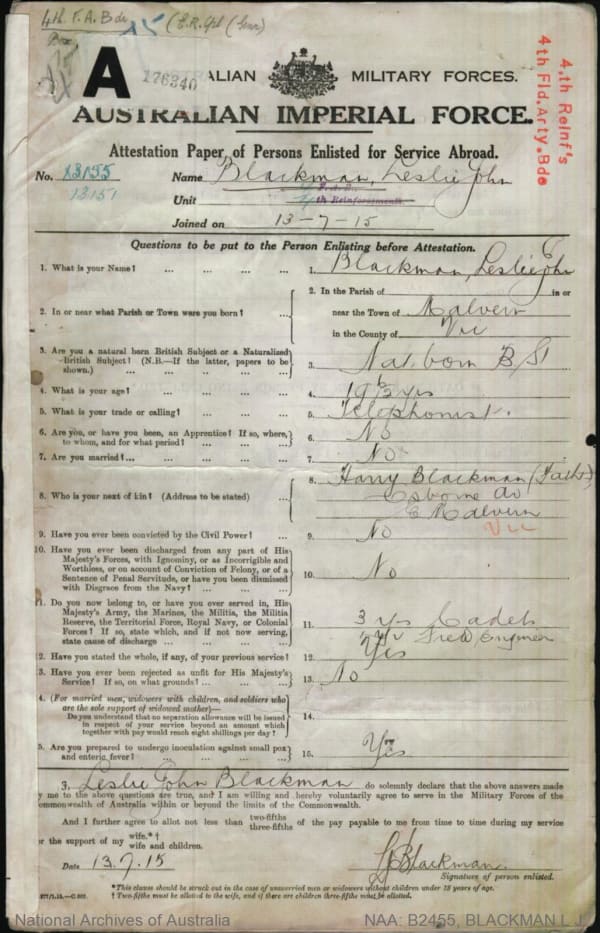 4th F. A. Bde
A
176340
ALIAN MILITARY FORCES.
AUSTRALIAN IMPERIAL FORCE.
4th Reinf's
4th Fld. Arty. Bde
Attestation Paper of Persons Enlisted for Service Abroad.
No. 13155 Name Blackman, Leslie John
13151
Unit th Reinforcements
Joined on 13-7-15
Questions to be put to the Person Enlisting before Attestation.
1. What is your Name? ... ... ... ... 1. Blackman, Leslie John
2. In or near what Parish or Town were you born? ...
2. In the Parish of in or
near the Town of Malvern
in the County of Vic
3. Are you a natural born British Subject or a Naturalized
British Subject? (N.B.—If the latter, papers to be
shown.) ... ... ... ... ...
3. Nat. born B/S
4. What is your age? ... ... ... ... 4. 19 yrs
5. What is your trade or calling? ... ... ... 5. Telephonist.
6. Are you, or have you been, an Apprentice? If so, where,
to whom, and for what period? ... ... ...
6. No
7. Are you married? ... ... ... ... 7. No
8. Who is your next of kin? (Address to be stated) ...
8. Harry Blackman (Father)
Osborne Av
E Malvern
Vic
9. Have you ever been convicted by the Civil Power? ... 9. No
10. Have you ever been discharged from any part of His
Majesty's Forces, with Ignominy, or as Incorrigible and
Worthless, or on account of Conviction of Felony, or of a
Sentence of Penal Servitude, or have you been dismissed
with Disgrace from the Navy? ... ... ...
10. No
11. Do you now belong to, or have you ever served in, His
Majesty's Army, the Marines, the Militia, the Militia
Reserve, the Territorial Force, Royal Navy, or Colonial
Forces? If so, state which, and if not now serving,
state cause of discharge ... ... ...
11. 3 yrs Cadets
Engineer
2. Have you stated the whole, if any, of your previous service? 12. Yes
3. Have you ever been rejected as unfit for His Majesty's
Service? If so, on what grounds? ... ... ...
13. No
4. (For married men, widowers with children, and soldiers who
are the sole support of widowed mother)—
Do you understand that no separation allowance will be issued
in respect of your service beyond an amount which
together with pay would reach eight shillings per day?
14.
5. Are you prepared to undergo inoculation against small pox
and enteric fever? ... ... ... ...
15. Yes
I, Leslie John Blackman do solemnly declare that the above answers made
y me to the above questions are true, and I am willing and hereby voluntarily agree to serve in the Military Forces of the
ommonwealth of Australia within or beyond the limits of the Commonwealth.
And I further agree to allot not less than two-fifths three-fifths of the pay payable to me from time to time during my service
or the support of my wife.*† wife and children.
Date 13.7.15 LJBlackman.
Signature of person enlisted.
*This clause should be struck out in the case of unmarried men or widowers without children under 18 years of age.
† Two-fifths must be allotted to the wife, and if there are children three-fifths must be allotted.
National Archives of Australia NAA: B2455, BLACKMAN L J